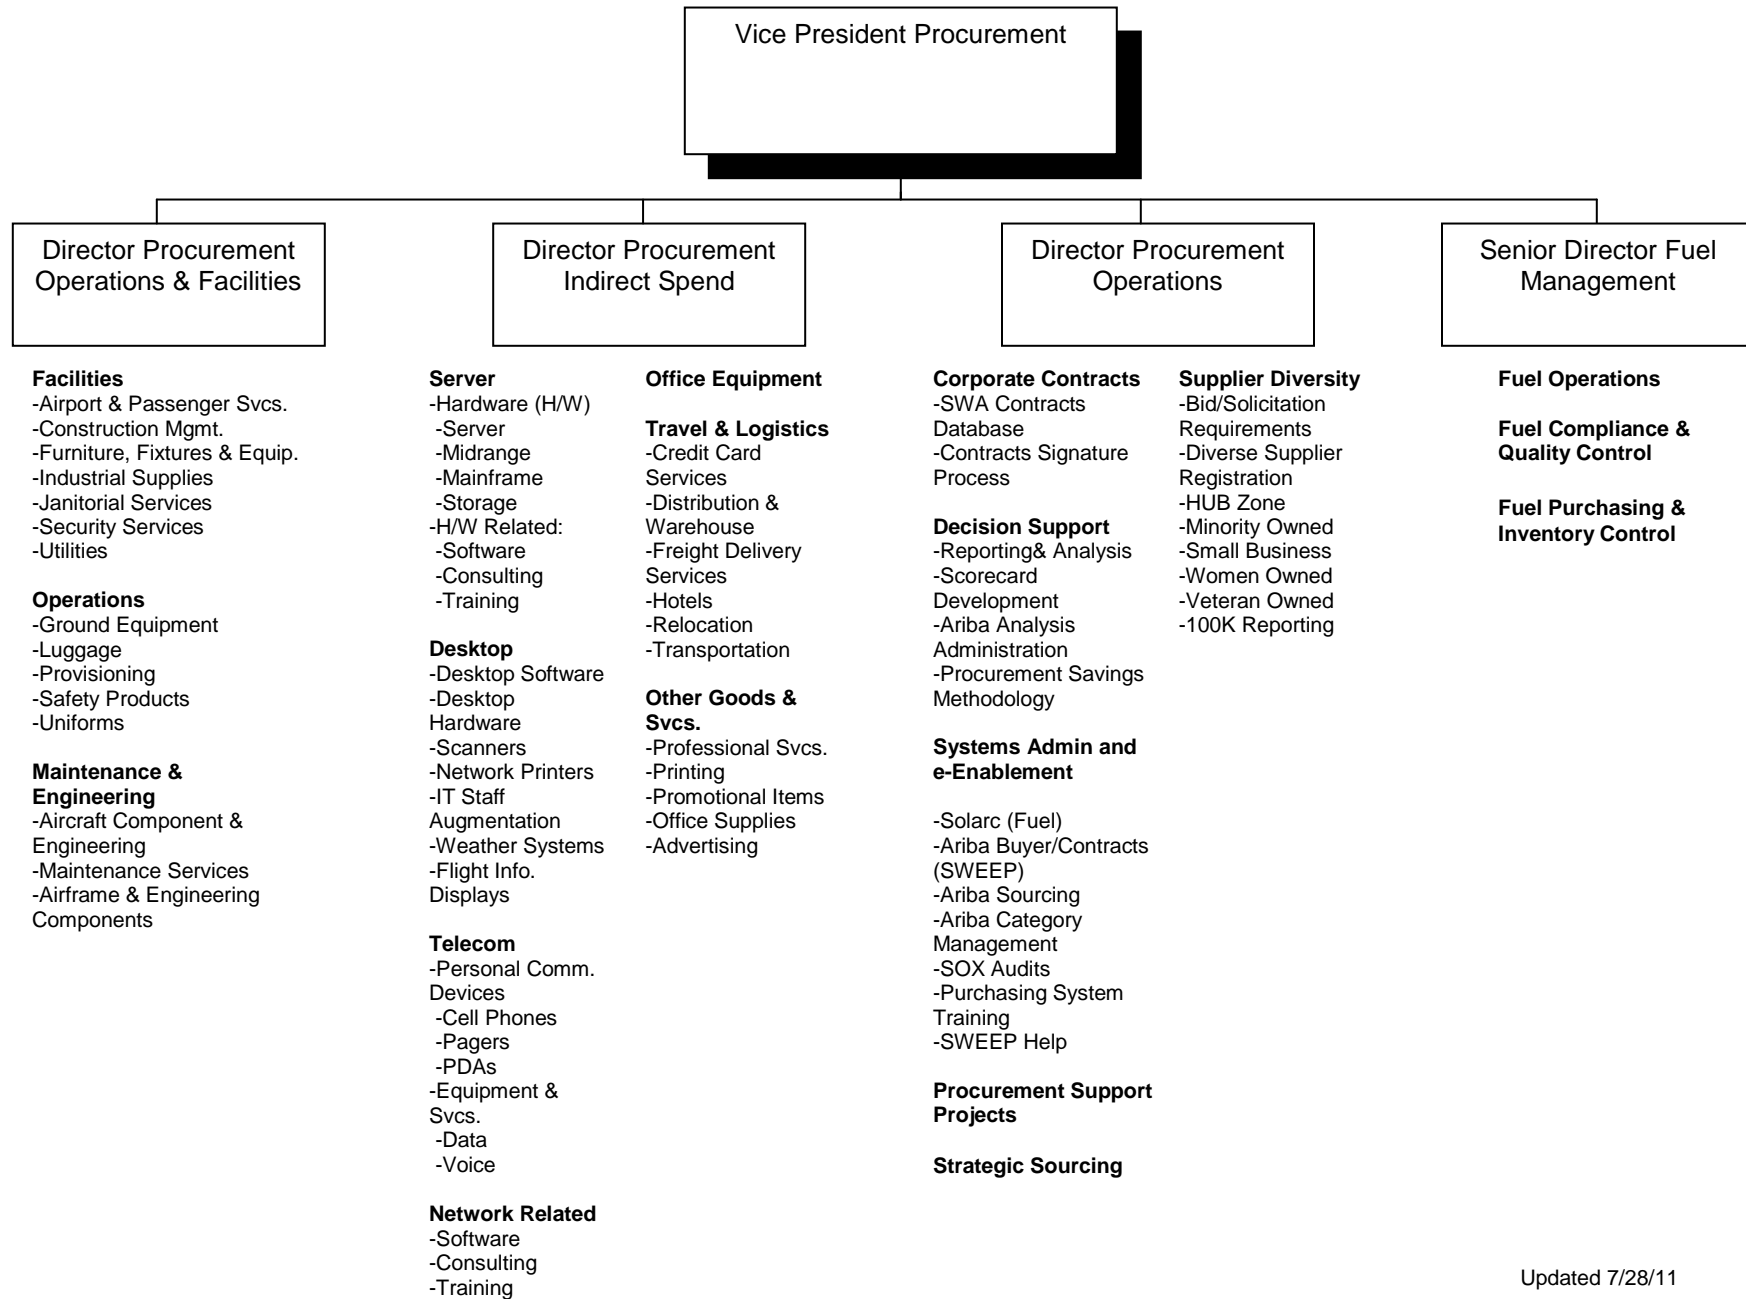 Vice President Procurement
Director Procurement
Operations & Facilities
Director Procurement
Indirect Spend
Director Procurement
Operations
Senior Director Fuel
Management
Facilities
-Airport & Passenger Svcs.
-Construction Mgmt.
-Furniture, Fixtures & Equip.
-Industrial Supplies
-Janitorial Services
-Security Services
-Utilities
Operations
-Ground Equipment
-Luggage
-Provisioning
-Safety Products
-Uniforms
Maintenance &
Engineering
-Aircraft Component &
Engineering
-Maintenance Services
-Airframe & Engineering
Components
Server
-Hardware (H/W)
-Server
-Midrange
-Mainframe
-Storage
-H/W Related:
-Software
-Consulting
-Training
Desktop
-Desktop Software
-Desktop
Hardware
-Scanners
-Network Printers
-IT Staff
Augmentation
-Weather Systems
-Flight Info.
Displays
Telecom
-Personal Comm.
Devices
-Cell Phones
-Pagers
-PDAs
-Equipment &
Svcs.
-Data
-Voice
Network Related
-Software
-Consulting
-Training
Office Equipment
Travel & Logistics
-Credit Card
Services
-Distribution &
Warehouse
-Freight Delivery
Services
-Hotels
-Relocation
-Transportation
Other Goods &
Svcs.
-Professional Svcs.
-Printing
-Promotional Items
-Office Supplies
-Advertising
Corporate Contracts
-SWA Contracts
Database
-Contracts Signature
Process
Decision Support
-Reporting& Analysis
-Scorecard
Development
-Ariba Analysis
Administration
-Procurement Savings
Methodology
Systems Admin and
e-Enablement
-Solarc (Fuel)
-Ariba Buyer/Contracts
(SWEEP)
-Ariba Sourcing
-Ariba Category
Management
-SOX Audits
-Purchasing System
Training
-SWEEP Help
Procurement Support
Projects
Strategic Sourcing
Supplier Diversity
-Bid/Solicitation
Requirements
-Diverse Supplier
Registration
-HUB Zone
-Minority Owned
-Small Business
-Women Owned
-Veteran Owned
-100K Reporting
Fuel Operations
Fuel Compliance &
Quality Control
Fuel Purchasing &
Inventory Control
Updated 7/28/11